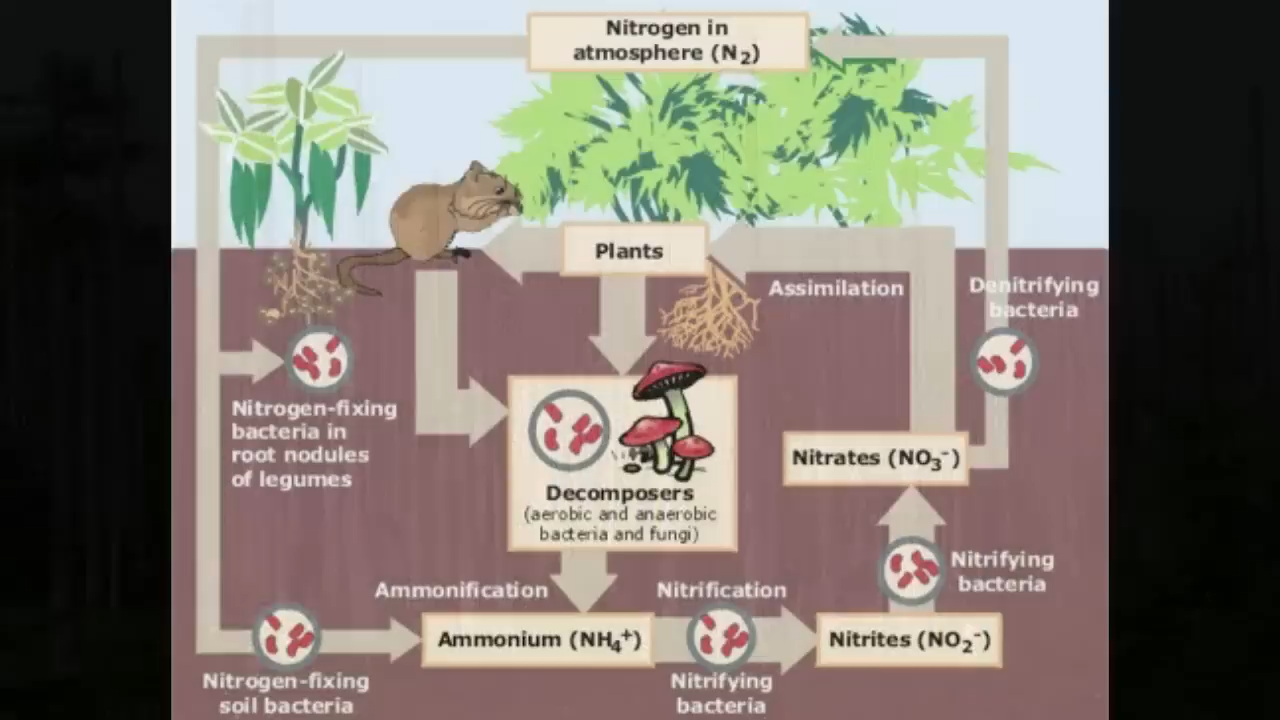 Nitrogen in
atmosphere (N₂)
Plants
Assimilation
Denitrifying
bacteria
Nitrogen-fixing
bacteria in
root nodules
of legumes
Nitrates (NO₃⁻)
Decomposers
(aerobic and anaerobic
bacteria and fungi)
Nitrifying
bacteria
Ammonification
Nitrification
Ammonium (NH₄⁺)
Nitrites (NO₂⁻)
Nitrogen-fixing
soil bacteria
Nitrifying
bacteria